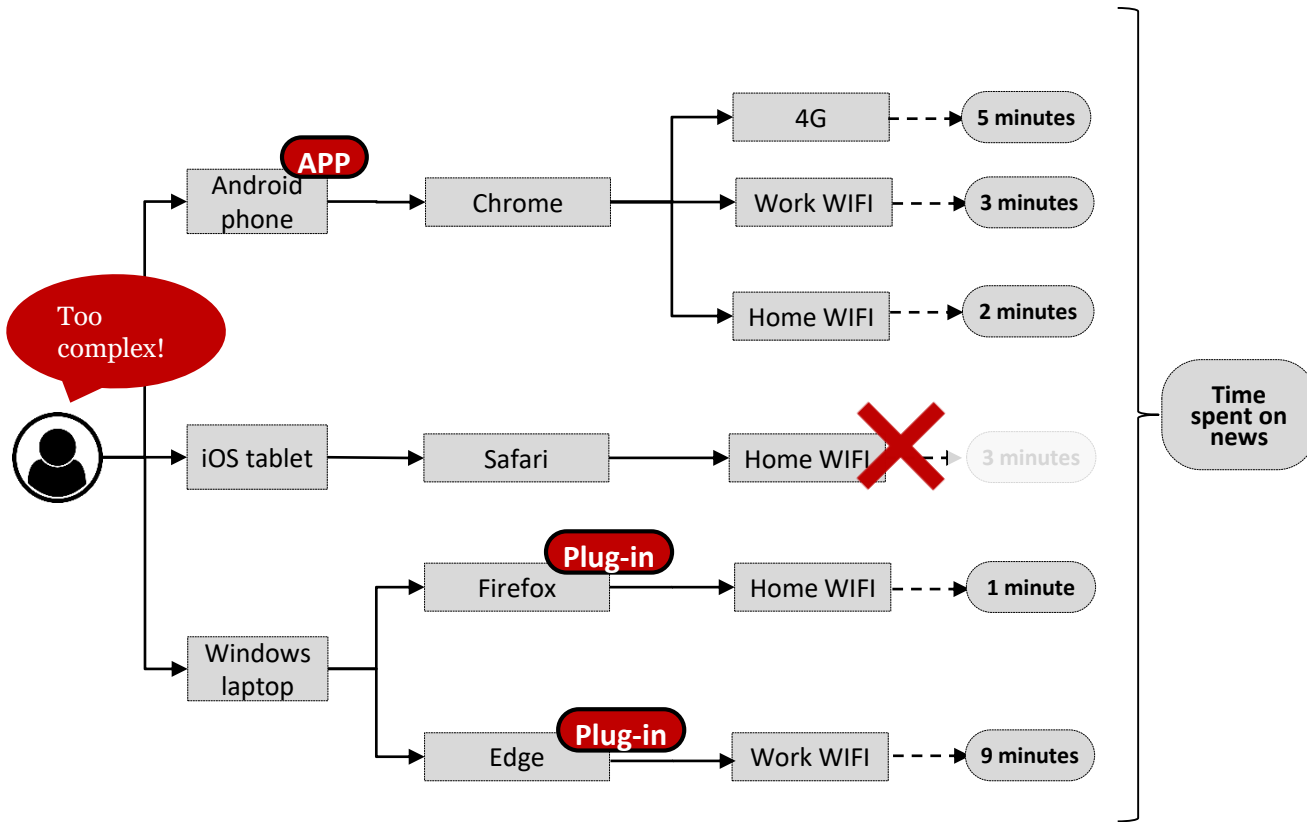 4G
5 minutes
APP
Android
phone
Chrome
Work WIFI
3 minutes
Too
complex!
Home WIFI
2 minutes
Time
spent on
news
iOS tablet
Safari
Home WIFI
3 minutes
Plug-in
Firefox
Home WIFI
1 minute
Windows
laptop
Plug-in
Edge
Work WIFI
9 minutes